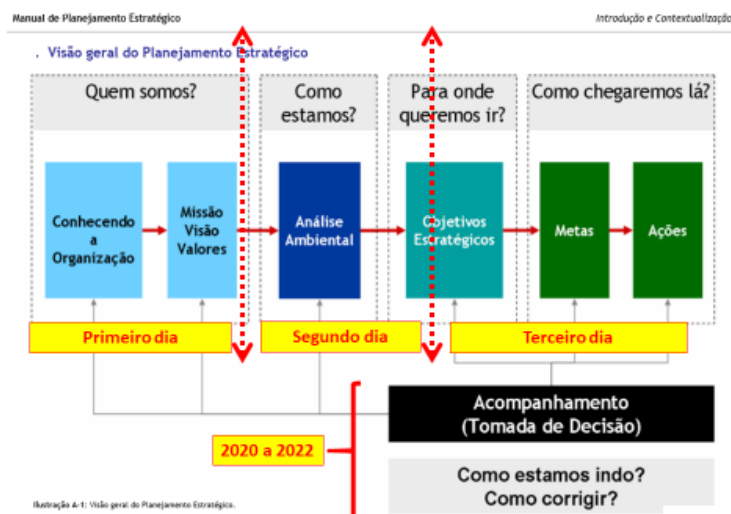 Manual de Planejamento Estratégico
Introdução e Contextualização
. Visão geral do Planejamento Estratégico
Quem somos?
Como
estamos?
Para onde
queremos ir?
Como chegaremos lá?
Conhecendo
a
Organização
Missão
Visão
Valores
Análise
Ambiental
Objetivos
Estratégicos
Metas
Ações
Primeiro dia
Segundo dia
Terceiro dia
Acompanhamento
(Tomada de Decisão)
2020 a 2022
Como estamos indo?
Como corrigir?
Ilustração A-1: Visão geral do Planejamento Estratégico.